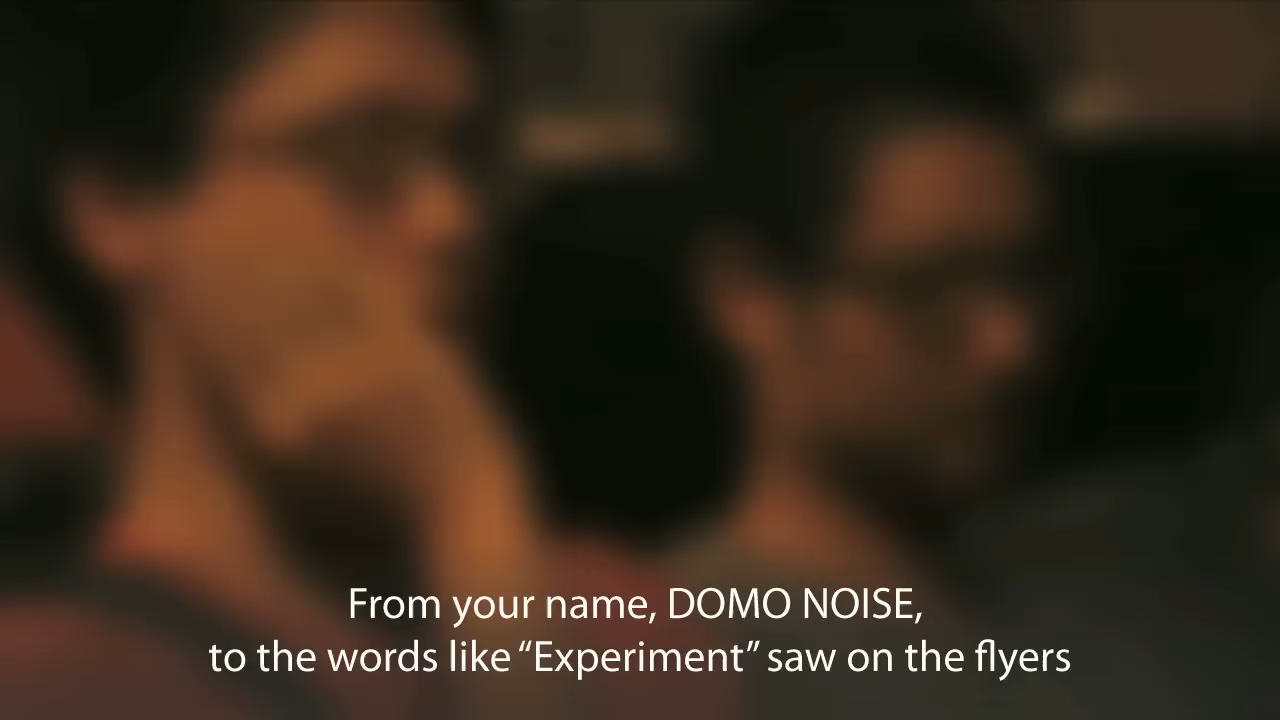 From your name, DOMO NOISE,
to the words like “Experiment” saw on the flyers